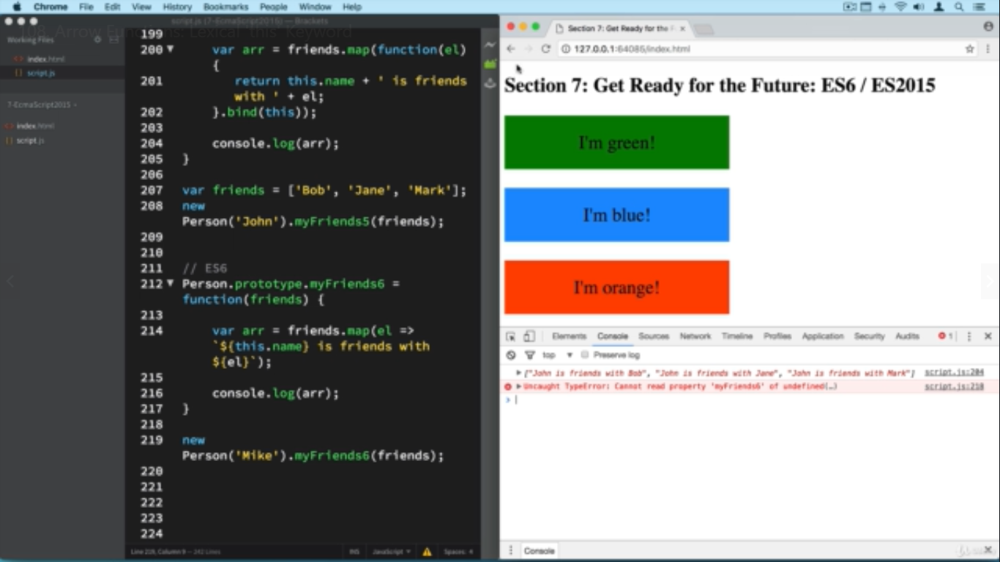 Chrome File Edit View History Bookmarks People Window Help
script.js (7-EcmaScript2015) — Brackets
108. Arrow Functions: Lexical 'this' Keyword
Working Files
index.html
script.js
7-EcmaScript2015
index.html
script.js
199
200 var arr = friends.map(function(el)
{
201 return this.name + ' is friends
with ' + el;
202 }.bind(this));
203
204 console.log(arr);
205 }
206
207 var friends = ['Bob', 'Jane', 'Mark'];
208 new
Person('John').myFriends5(friends);
209
210
211 // ES6
212 Person.prototype.myFriends6 =
function(friends) {
213
214 var arr = friends.map(el =>
`${this.name} is friends with
${el}`);
215
216 console.log(arr);
217 }
218
219 new
Person('Mike').myFriends6(friends);
220
221
222
223
224
INS JavaScript Spaces: 4
Section 7: Get Ready for the F
127.0.0.1:64086/index.html
Section 7: Get Ready for the Future: ES6 / ES2015
I'm green!
I'm blue!
I'm orange!
Elements Console Sources Network Timeline Profiles Application Security Audits 1
top Preserve log
["John is friends with Bob", "John is friends with Jane", "John is friends with Mark"] script.js:204
Uncaught TypeError: Cannot read property 'myFriends6' of undefined(…) script.js:218
Console